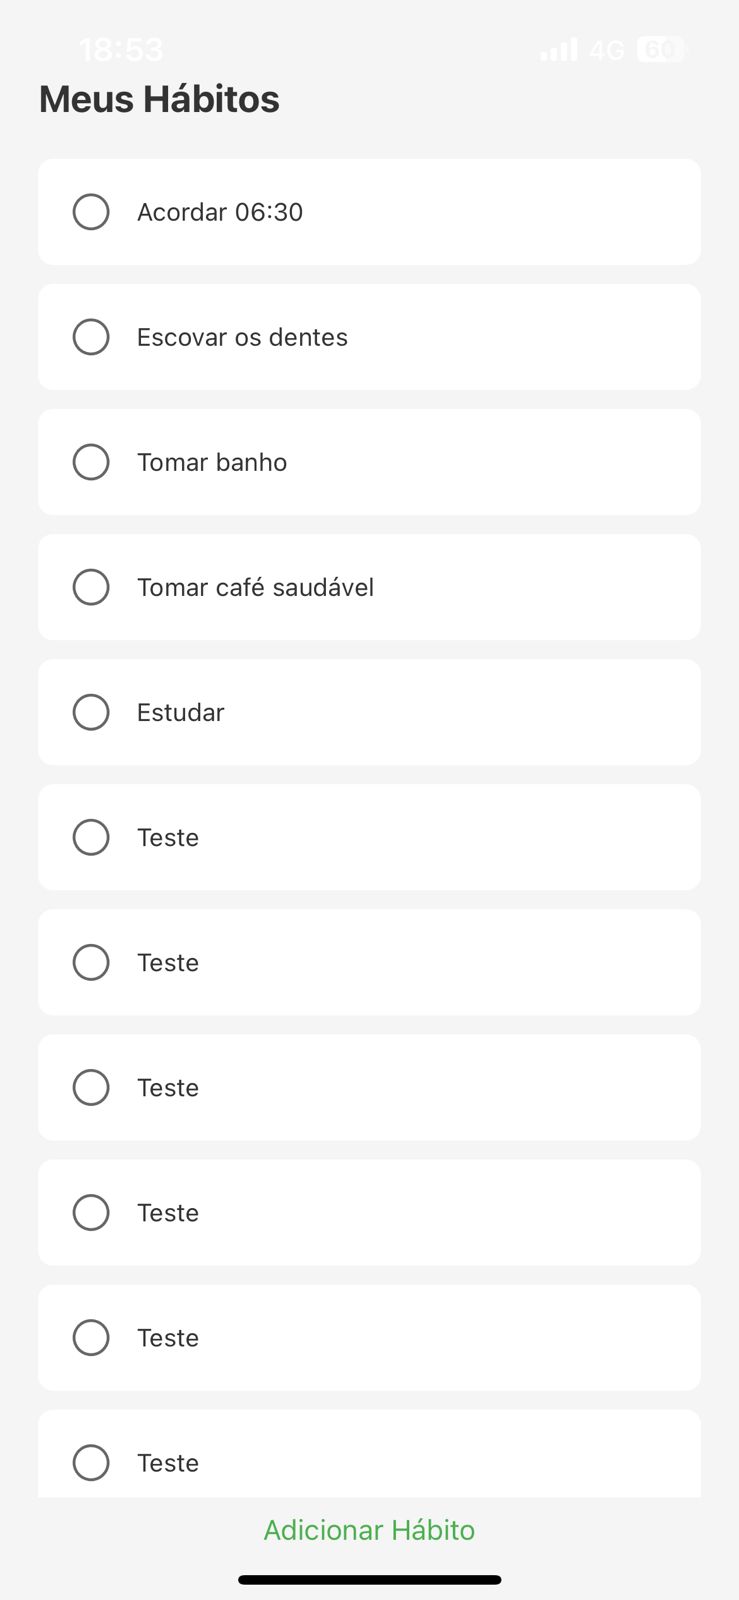 18:53 4G 60
Meus Hábitos
Acordar 06:30
Escovar os dentes
Tomar banho
Tomar café saudável
Estudar
Teste
Teste
Teste
Teste
Teste
Teste
Adicionar Hábito